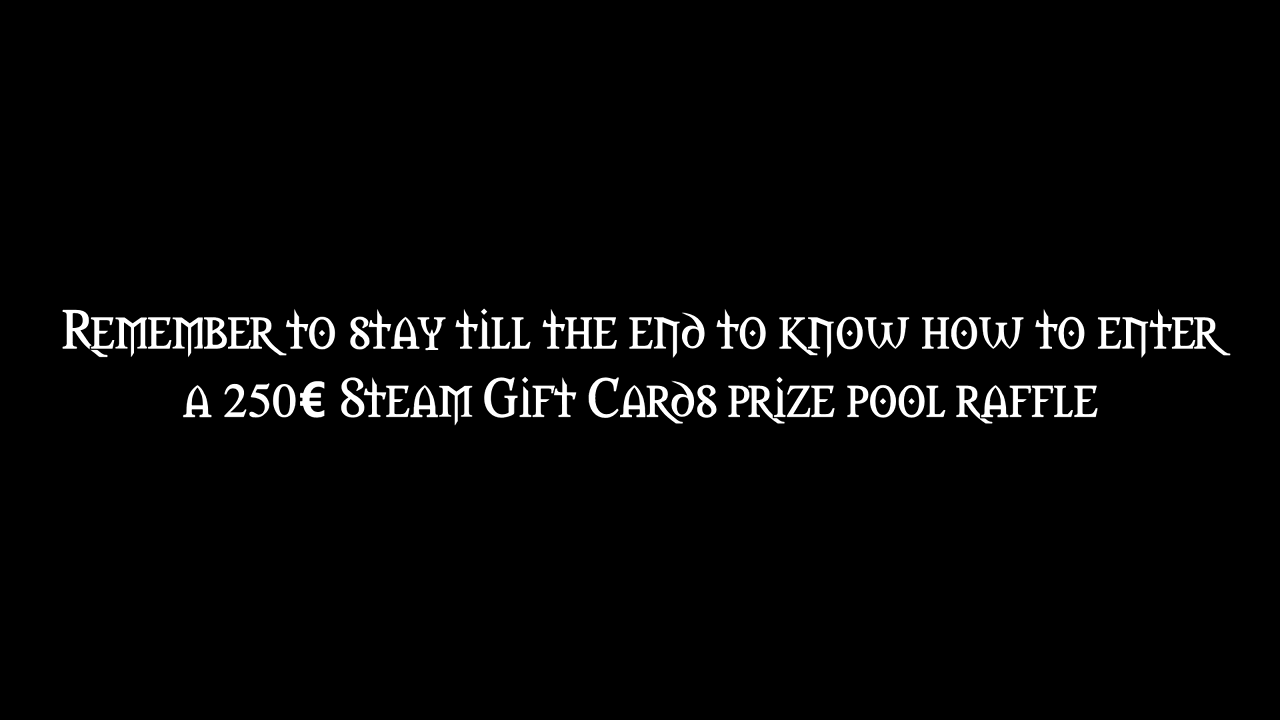 Remember to stay till the end to know how to enter
a 250€ Steam Gift Cards prize pool raffle